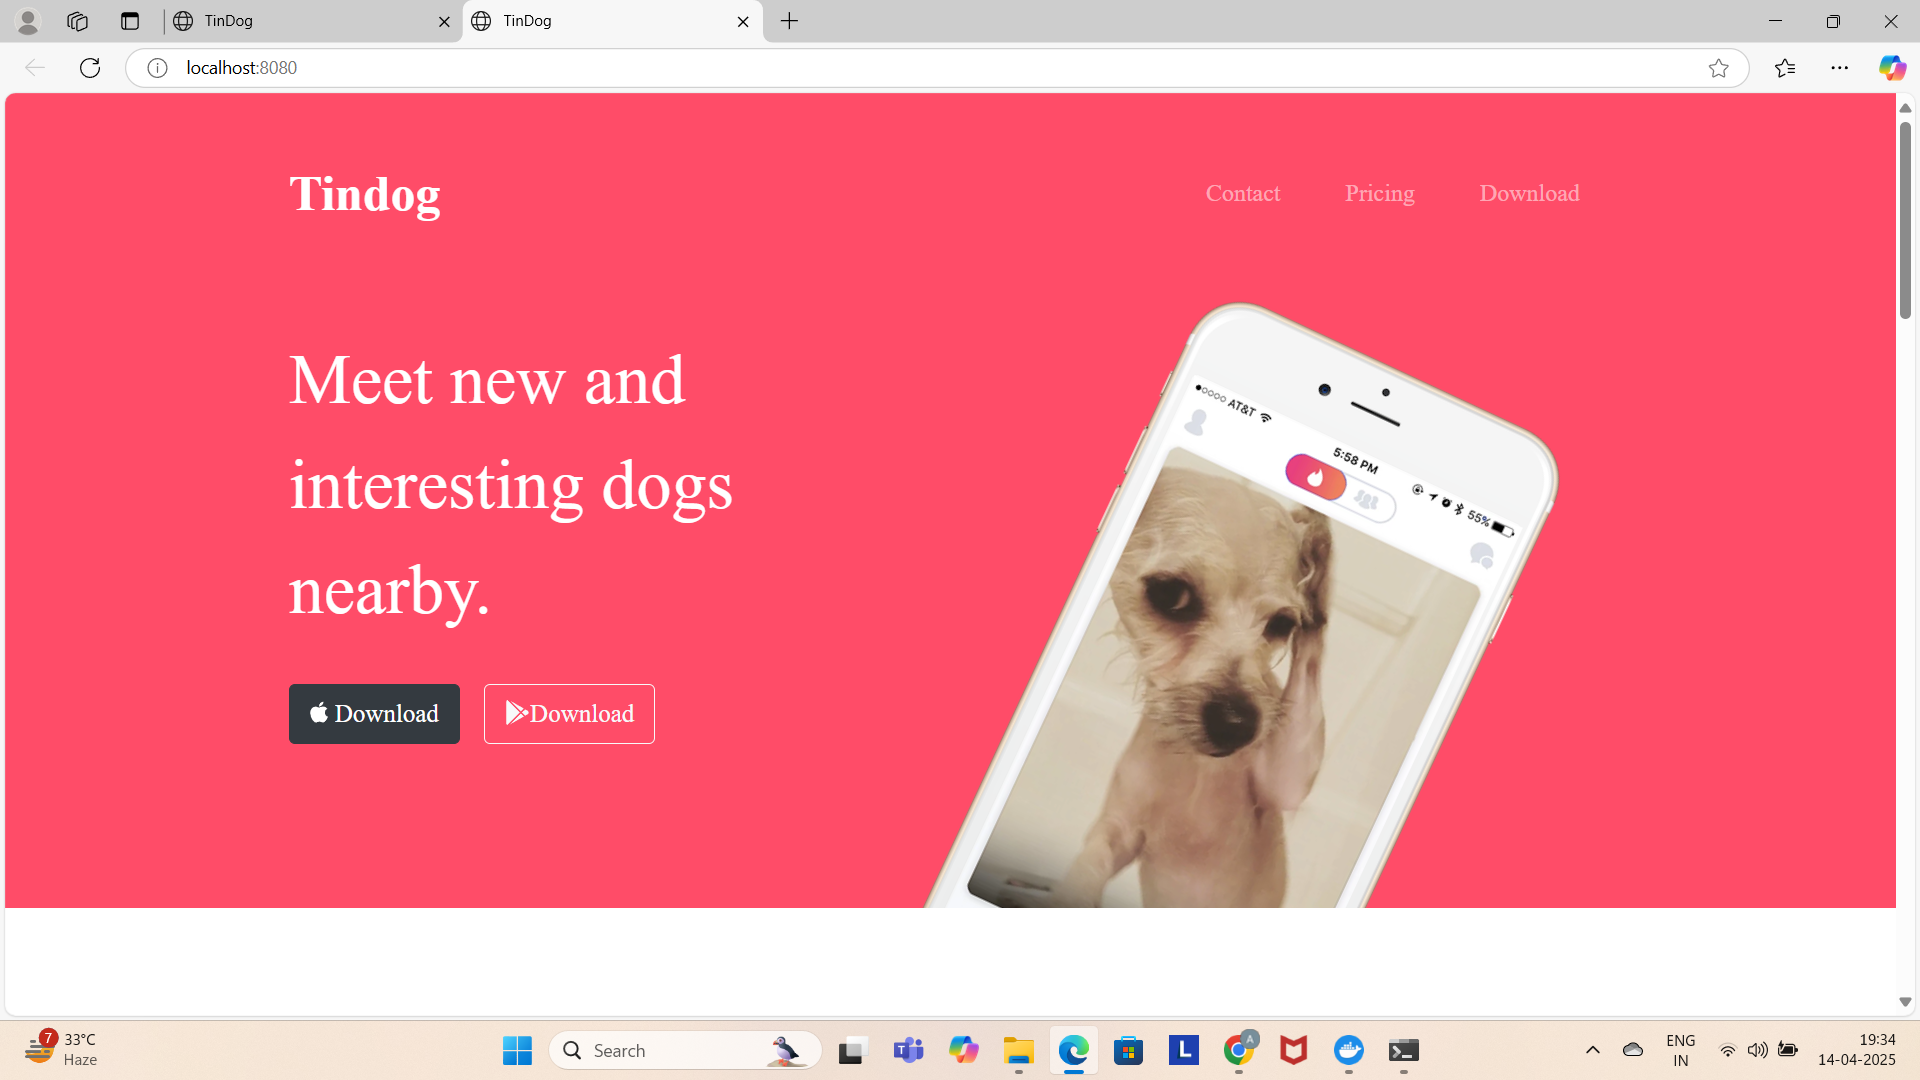 TinDog
TinDog
localhost:8080
Tindog
Contact
Pricing
Download
Meet new and
interesting dogs
nearby.
Download
Download
AT&T
5:58 PM
55%
7
33°C
Haze
Search
T
L
A
ENG
IN
19:34
14-04-2025